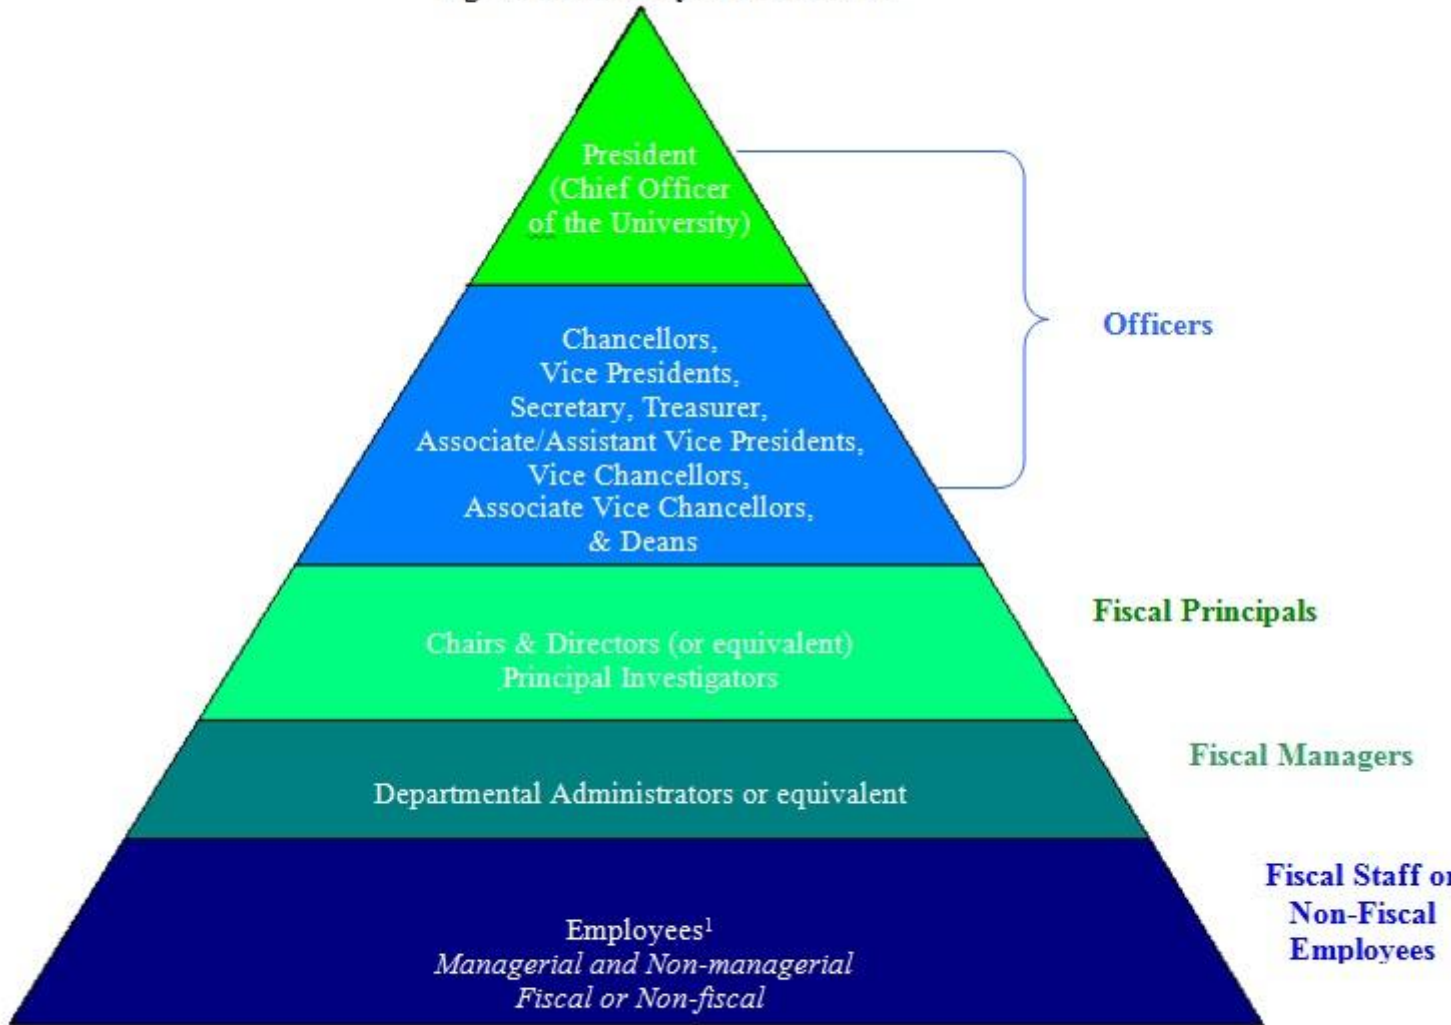 President
(Chief Officer
of the University)
Officers
Chancellors,
Vice Presidents,
Secretary, Treasurer,
Associate/Assistant Vice Presidents,
Vice Chancellors,
Associate Vice Chancellors,
& Deans
Fiscal Principals
Chairs & Directors (or equivalent)
Principal Investigators
Fiscal Managers
Departmental Administrators or equivalent
Fiscal Staff or
Non-Fiscal
Employees
Employees¹
Managerial and Non-managerial
Fiscal or Non-fiscal